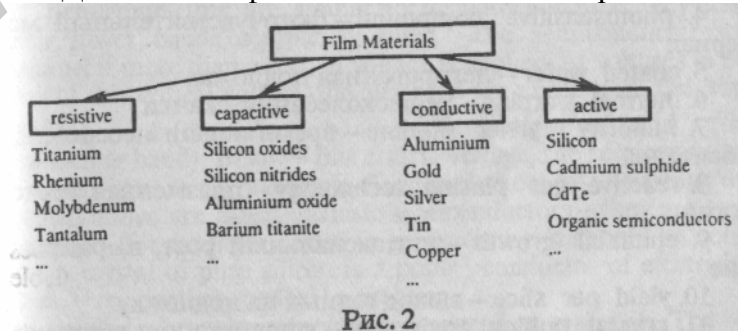 Film Materials
resistive
Titanium
Rhenium
Molybdenum
Tantalum
...
capacitive
Silicon oxides
Silicon nitrides
Aluminium oxide
Barium titanite
...
conductive
Aluminium
Gold
Silver
Tin
Copper
...
active
Silicon
Cadmium sulphide
CdTe
Organic semiconductors
...
Рис. 2